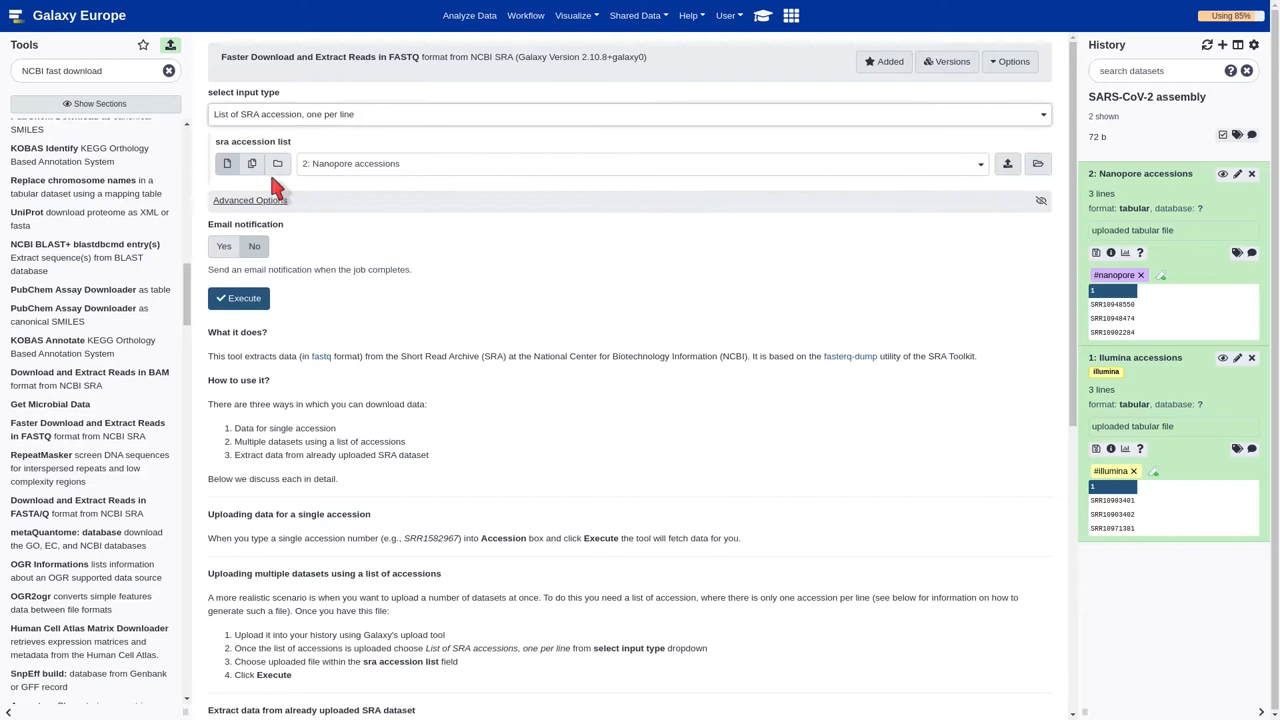 Galaxy Europe
Analyze Data Workflow Visualize Shared Data Help User
Using 85%
Tools
NCBI fast download
Show Sections
SMILES
KOBAS Identify KEGG Orthology
Based Annotation System
Replace chromosome names in a
tabular dataset using a mapping
table
UniProt download proteome as XML or
fasta
NCBI BLAST+ blastdbcmd entry(s)
Extract sequence(s) from BLAST
database
PubChem Assay Downloader as table
PubChem Assay Downloader as
canonical SMILES
KOBAS Annotate KEGG Orthology
Based Annotation System
Download and Extract Reads in BAM
format from NCBI SRA
Get Microbial Data
Faster Download and Extract Reads
in FASTQ format from NCBI SRA
RepeatMasker screen DNA sequences
for interspersed repeats and low
complexity regions
Download and Extract Reads in
FASTA/Q format from NCBI SRA
metaQuantome: database download
the GO, EC, and NCBI databases
OGR Informations lists information
about an OGR supported data source
OGR2ogr converts simple features
data between file formats
Human Cell Atlas Matrix Downloader
retrieves expression matrices and
metadata from the Human Cell Atlas.
SnpEff build: database from Genbank
or GFF record
Faster Download and Extract Reads in FASTQ format from NCBI SRA (Galaxy Version 2.10.8+galaxy0)
Added
Versions
Options
select input type
List of SRA accession, one per line
sra accession list
2: Nanopore accessions
Advanced Options
Email notification
Yes No
Send an email notification when the job completes.
Execute
What it does?
This tool extracts data (in fastq format) from the Short Read Archive (SRA) at the National Center for Biotechnology Information (NCBI). It is based on the fasterq-dump utility of the SRA Toolkit.
How to use it?
There are three ways in which you can download data:
1. Data for single accession
2. Multiple datasets using a list of accessions
3. Extract data from already uploaded SRA dataset
Below we discuss each in detail.
Uploading data for a single accession
When you type a single accession number (e.g., SRR1582967) into Accession box and click Execute the tool will fetch data for you.
Uploading multiple datasets using a list of accessions
A more realistic scenario is when you want to upload a number of datasets at once. To do this you need a list of accession, where there is only one accession per line (see below for information on how to
generate such a file). Once you have this file:
1. Upload it into your history using Galaxy's upload tool
2. Once the list of accessions is uploaded choose List of SRA accessions, one per line from select input type dropdown
3. Choose uploaded file within the sra accession list field
4. Click Execute
Extract data from already uploaded SRA dataset
History
search datasets
SARS-CoV-2 assembly
2 shown
72 b
2: Nanopore accessions
3 lines
format: tabular, database: ?
uploaded tabular file
#nanopore
1
SRR10948550
SRR10948474
SRR10902284
1: Ilumina accessions
illumina
3 lines
format: tabular, database: ?
uploaded tabular file
#illumina
1
SRR10903401
SRR10903402
SRR10971381